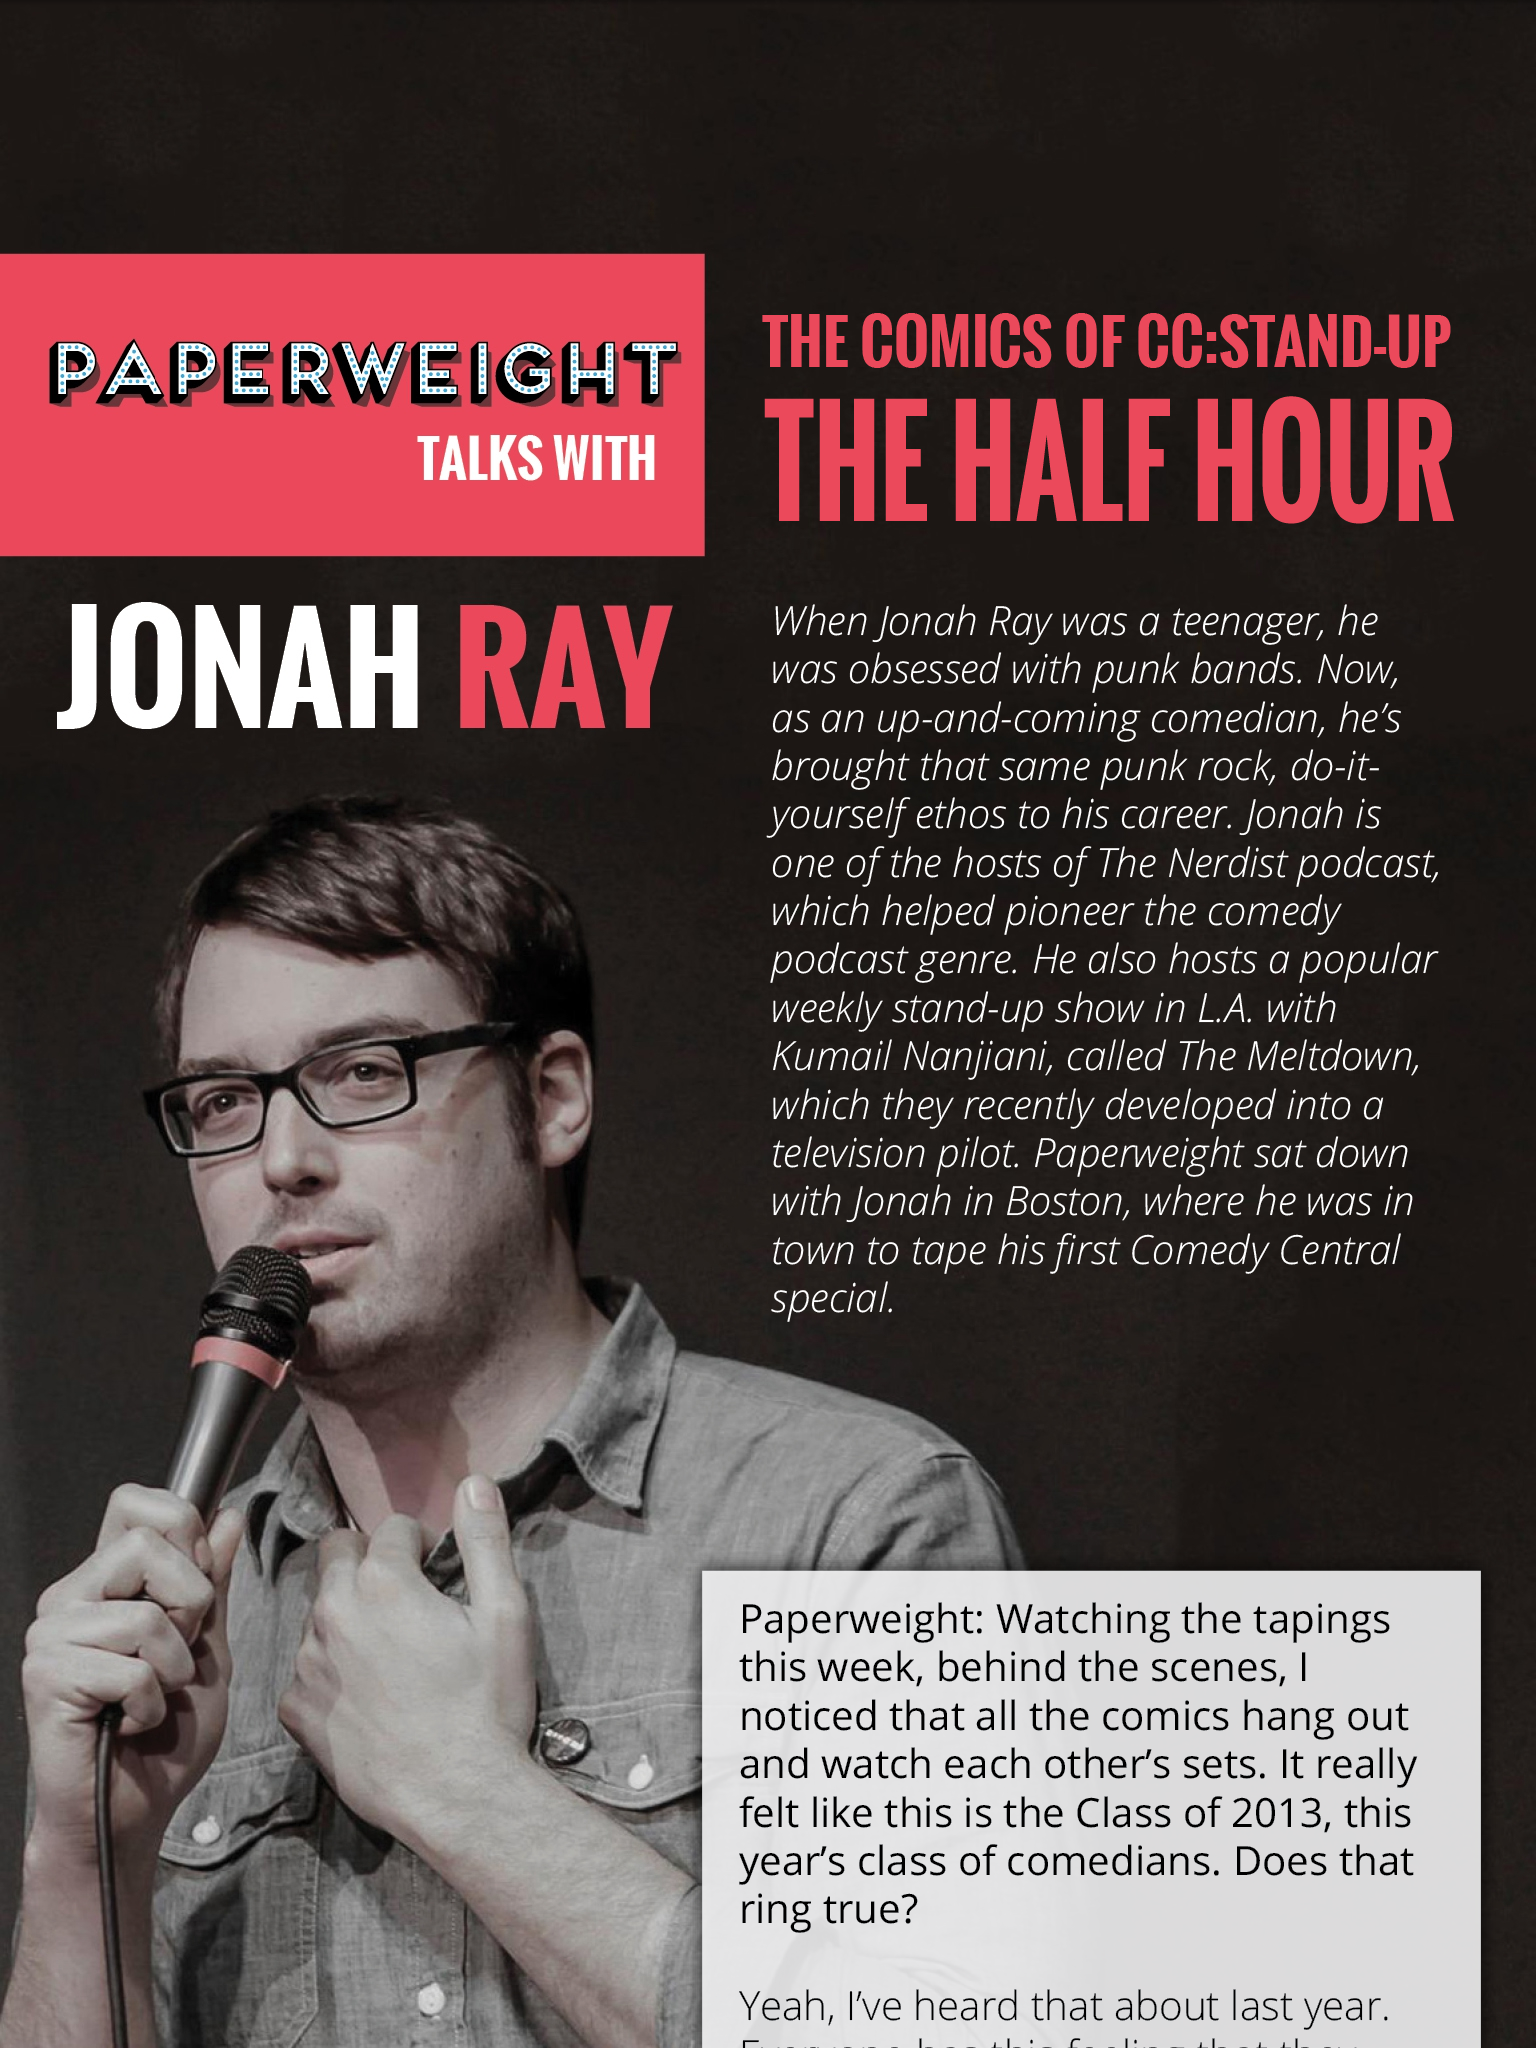 PAPERWEIGHT
TALKS WITH
JONAH RAY
THE COMICS OF CC:STAND-UP
THE HALF HOUR
When Jonah Ray was a teenager, he
was obsessed with punk bands. Now,
as an up-and-coming comedian, he’s
brought that same punk rock, do-it-
yourself ethos to his career. Jonah is
one of the hosts of The Nerdist podcast,
which helped pioneer the comedy
podcast genre. He also hosts a popular
weekly stand-up show in L.A. with
Kumail Nanjiani, called The Meltdown,
which they recently developed into a
television pilot. Paperweight sat down
with Jonah in Boston, where he was in
town to tape his first Comedy Central
special.
Paperweight: Watching the tapings
this week, behind the scenes, I
noticed that all the comics hang out
and watch each other’s sets. It really
felt like this is the Class of 2013, this
year’s class of comedians. Does that
ring true?
Yeah, I’ve heard that about last year.
Everyone has this feeling that they